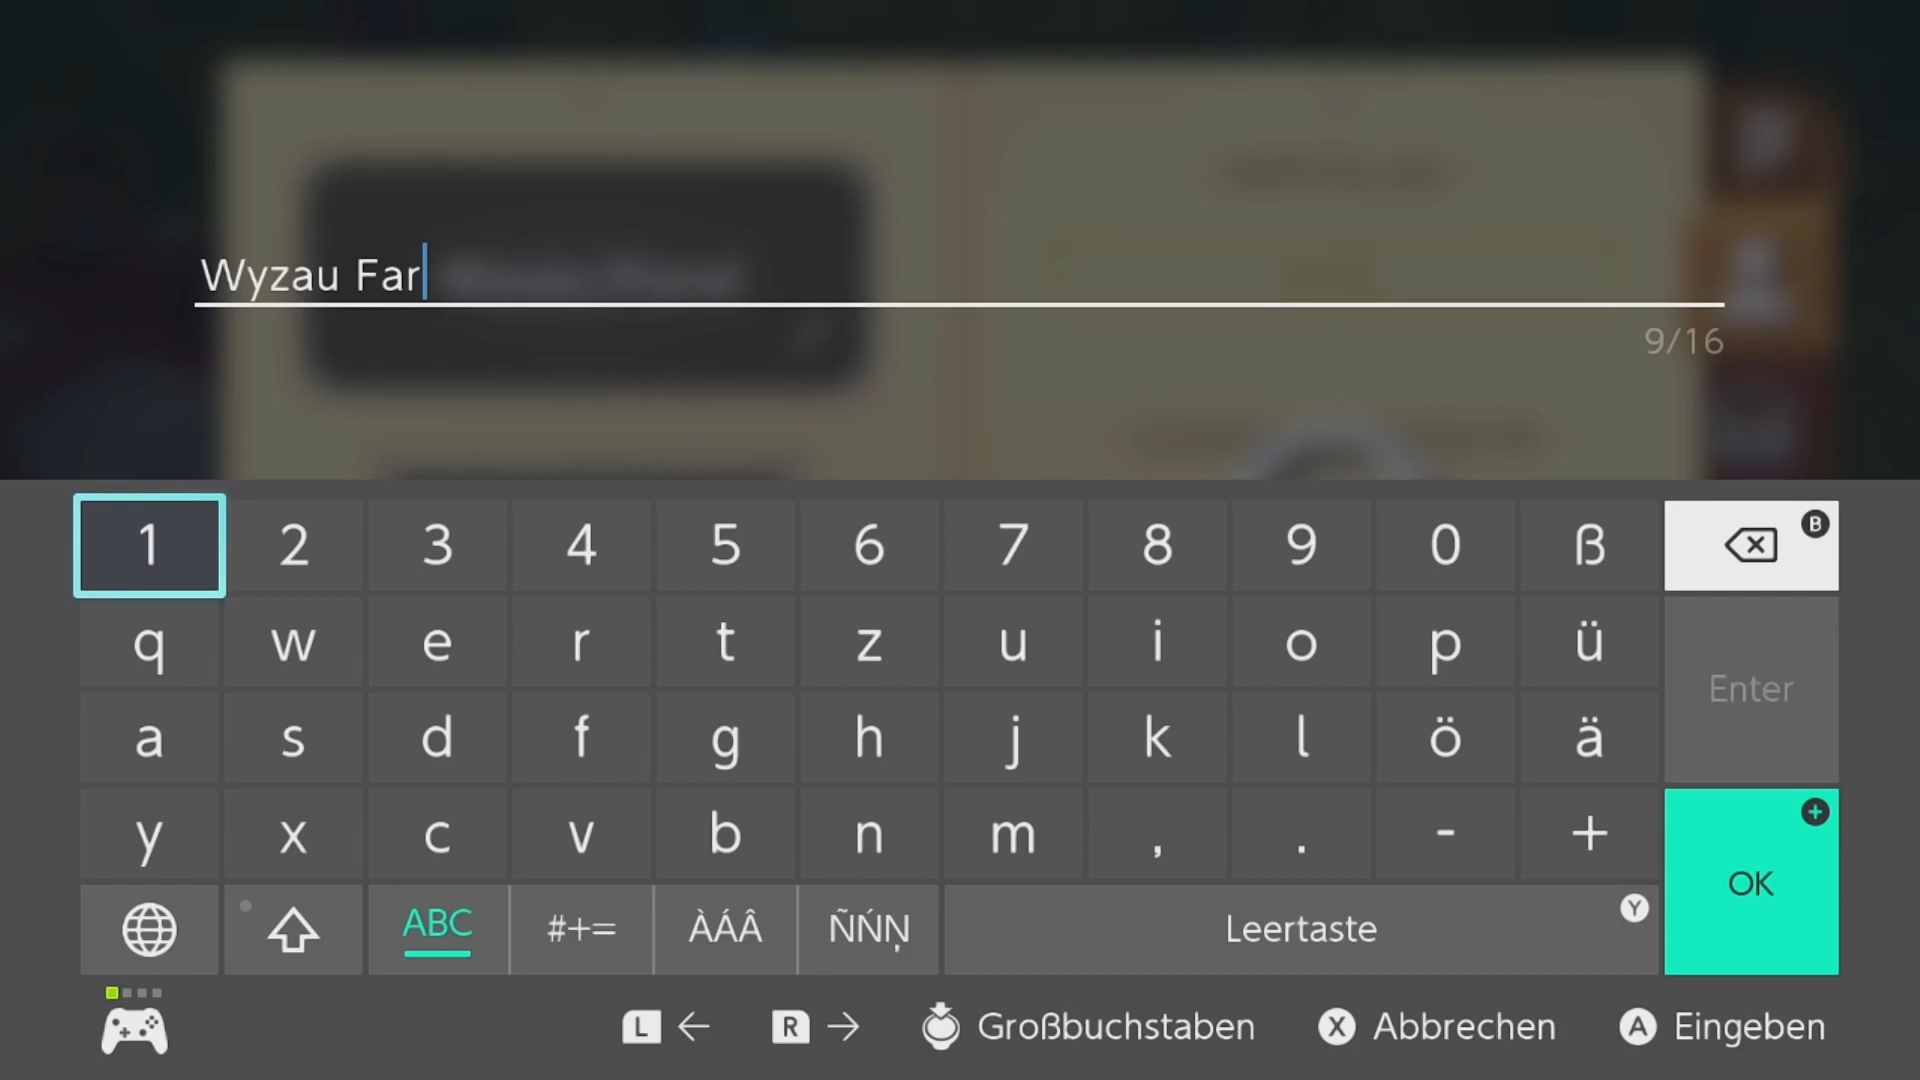 Wyzau Far
9/16
1 2 3 4 5 6 7 8 9 0 ß B
q w e r t z u i o p ü Enter
a s d f g h j k l ö ä
y x c v b n m , . - + OK
ABC #+= ÀÁÂ ÑŃŅ Leertaste Y
L ← R → Großbuchstaben X Abbrechen A Eingeben